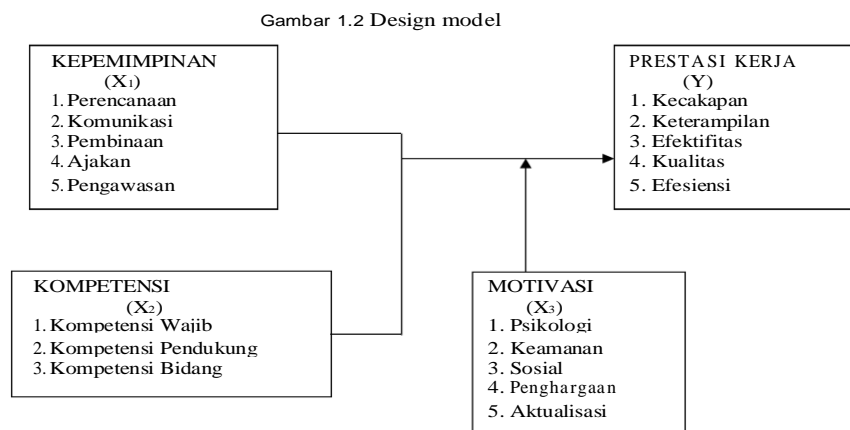 Gambar 1.2 Design model
KEPEMIMPINAN
(X1)
1. Perencanaan
2. Komunikasi
3. Pembinaan
4. Ajakan
5. Pengawasan
PRESTASI KERJA
(Y)
1. Kecakapan
2. Keterampilan
3. Efektifitas
4. Kualitas
5. Efesiensi
KOMPETENSI
(X2)
1. Kompetensi Wajib
2. Kompetensi Pendukung
3. Kompetensi Bidang
MOTIVASI
(X3)
1. Psikologi
2. Keamanan
3. Sosial
4. Penghargaan
5. Aktualisasi